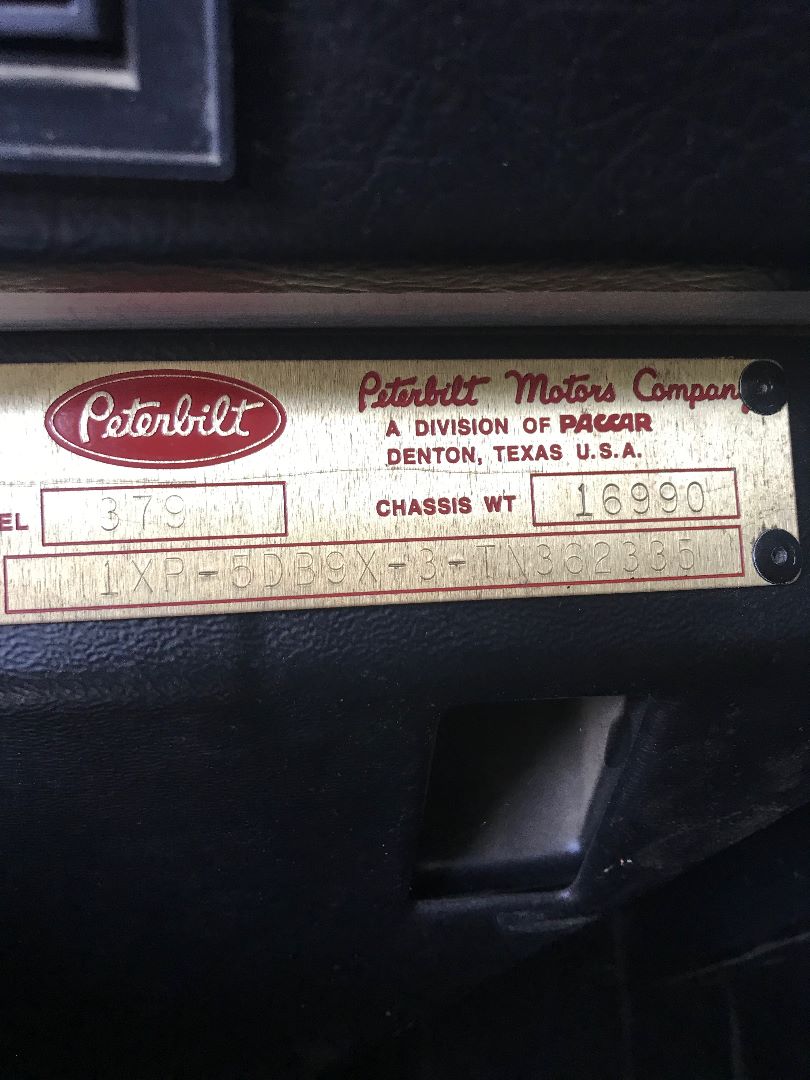 Peterbilt
Peterbilt Motors Company
A DIVISION OF PACCAR
DENTON, TEXAS U.S.A.
EL 379 CHASSIS WT 16990
1XP-5DB9X-3-TN362335